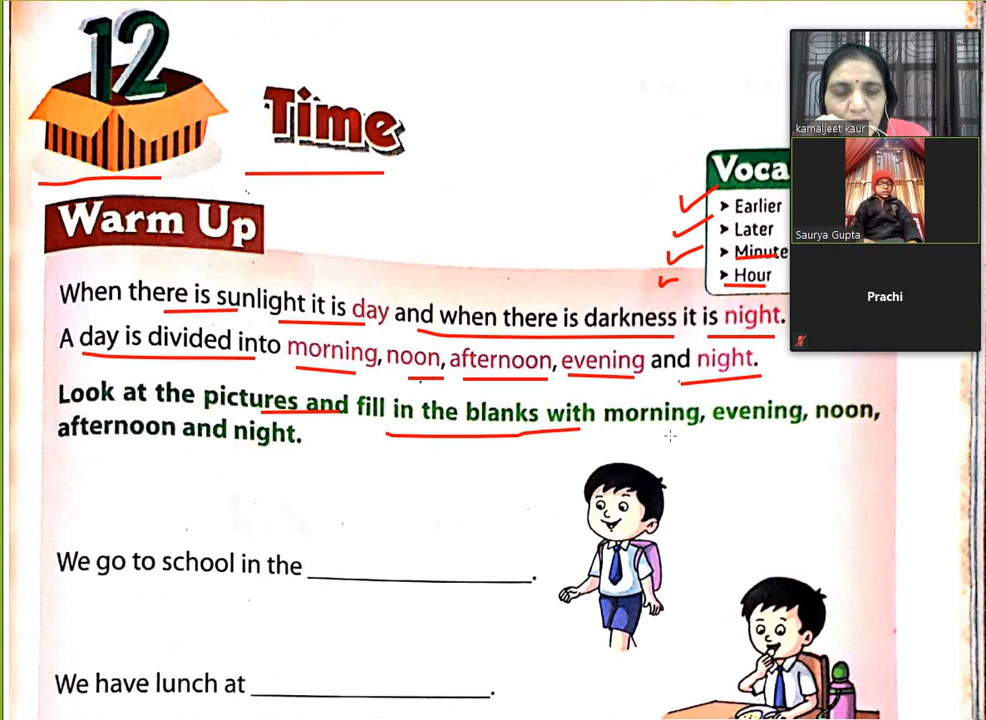 12
Time
Warm Up
Voca
➤ Earlier
➤ Later
➤ Minute
➤ Hour
When there is sunlight it is day and when there is darkness it is night.
A day is divided into morning, noon, afternoon, evening and night.
Look at the pictures and fill in the blanks with morning, evening, noon,
afternoon and night.
We go to school in the ____________________.
We have lunch at ____________________.
kamaljeet kaur
Saurya Gupta
Prachi